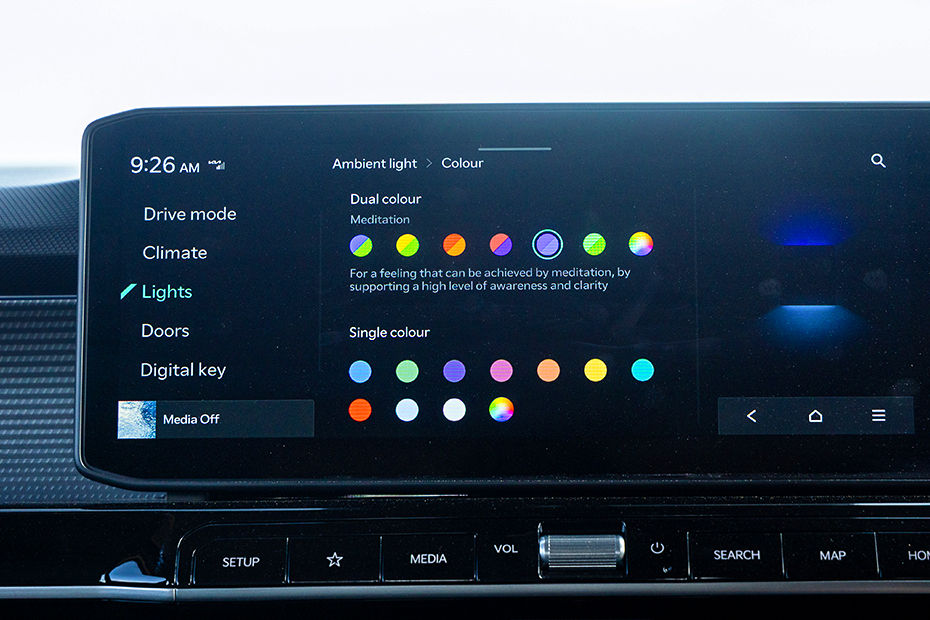 9:26 AM
Ambient light > Colour
Drive mode
Climate
Lights
Doors
Digital key
Media Off
Dual colour
Meditation
For a feeling that can be achieved by meditation, by
supporting a high level of awareness and clarity
Single colour
SETUP
MEDIA
VOL
SEARCH
MAP
HOM